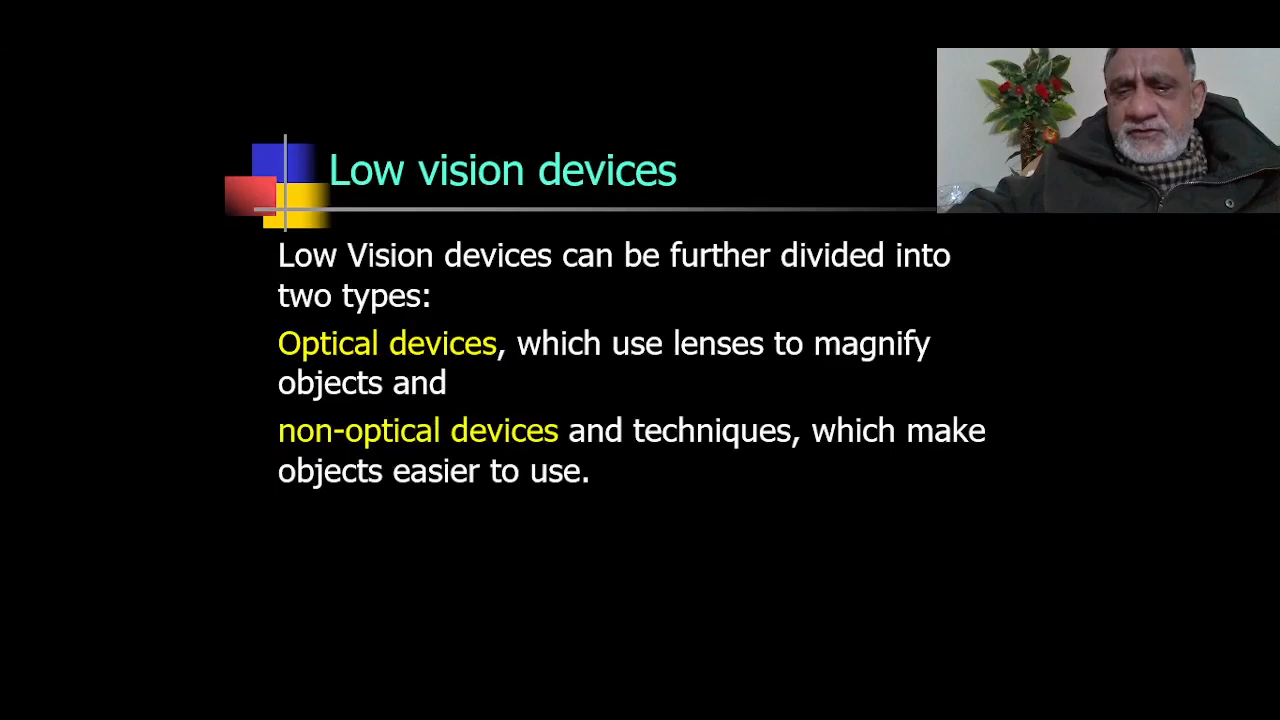 Low vision devices
Low Vision devices can be further divided into
two types:
Optical devices, which use lenses to magnify
objects and
non-optical devices and techniques, which make
objects easier to use.